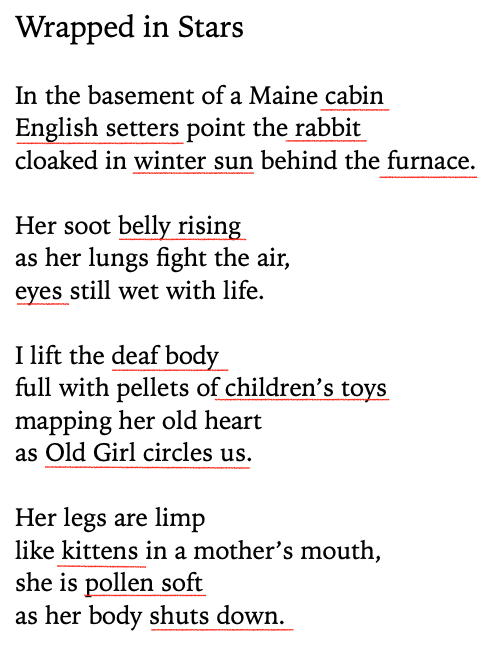 Wrapped in Stars
In the basement of a Maine cabin
English setters point the rabbit
cloaked in winter sun behind the furnace.
Her soot belly rising
as her lungs fight the air,
eyes still wet with life.
I lift the deaf body
full with pellets of children’s toys
mapping her old heart
as Old Girl circles us.
Her legs are limp
like kittens in a mother’s mouth,
she is pollen soft
as her body shuts down.